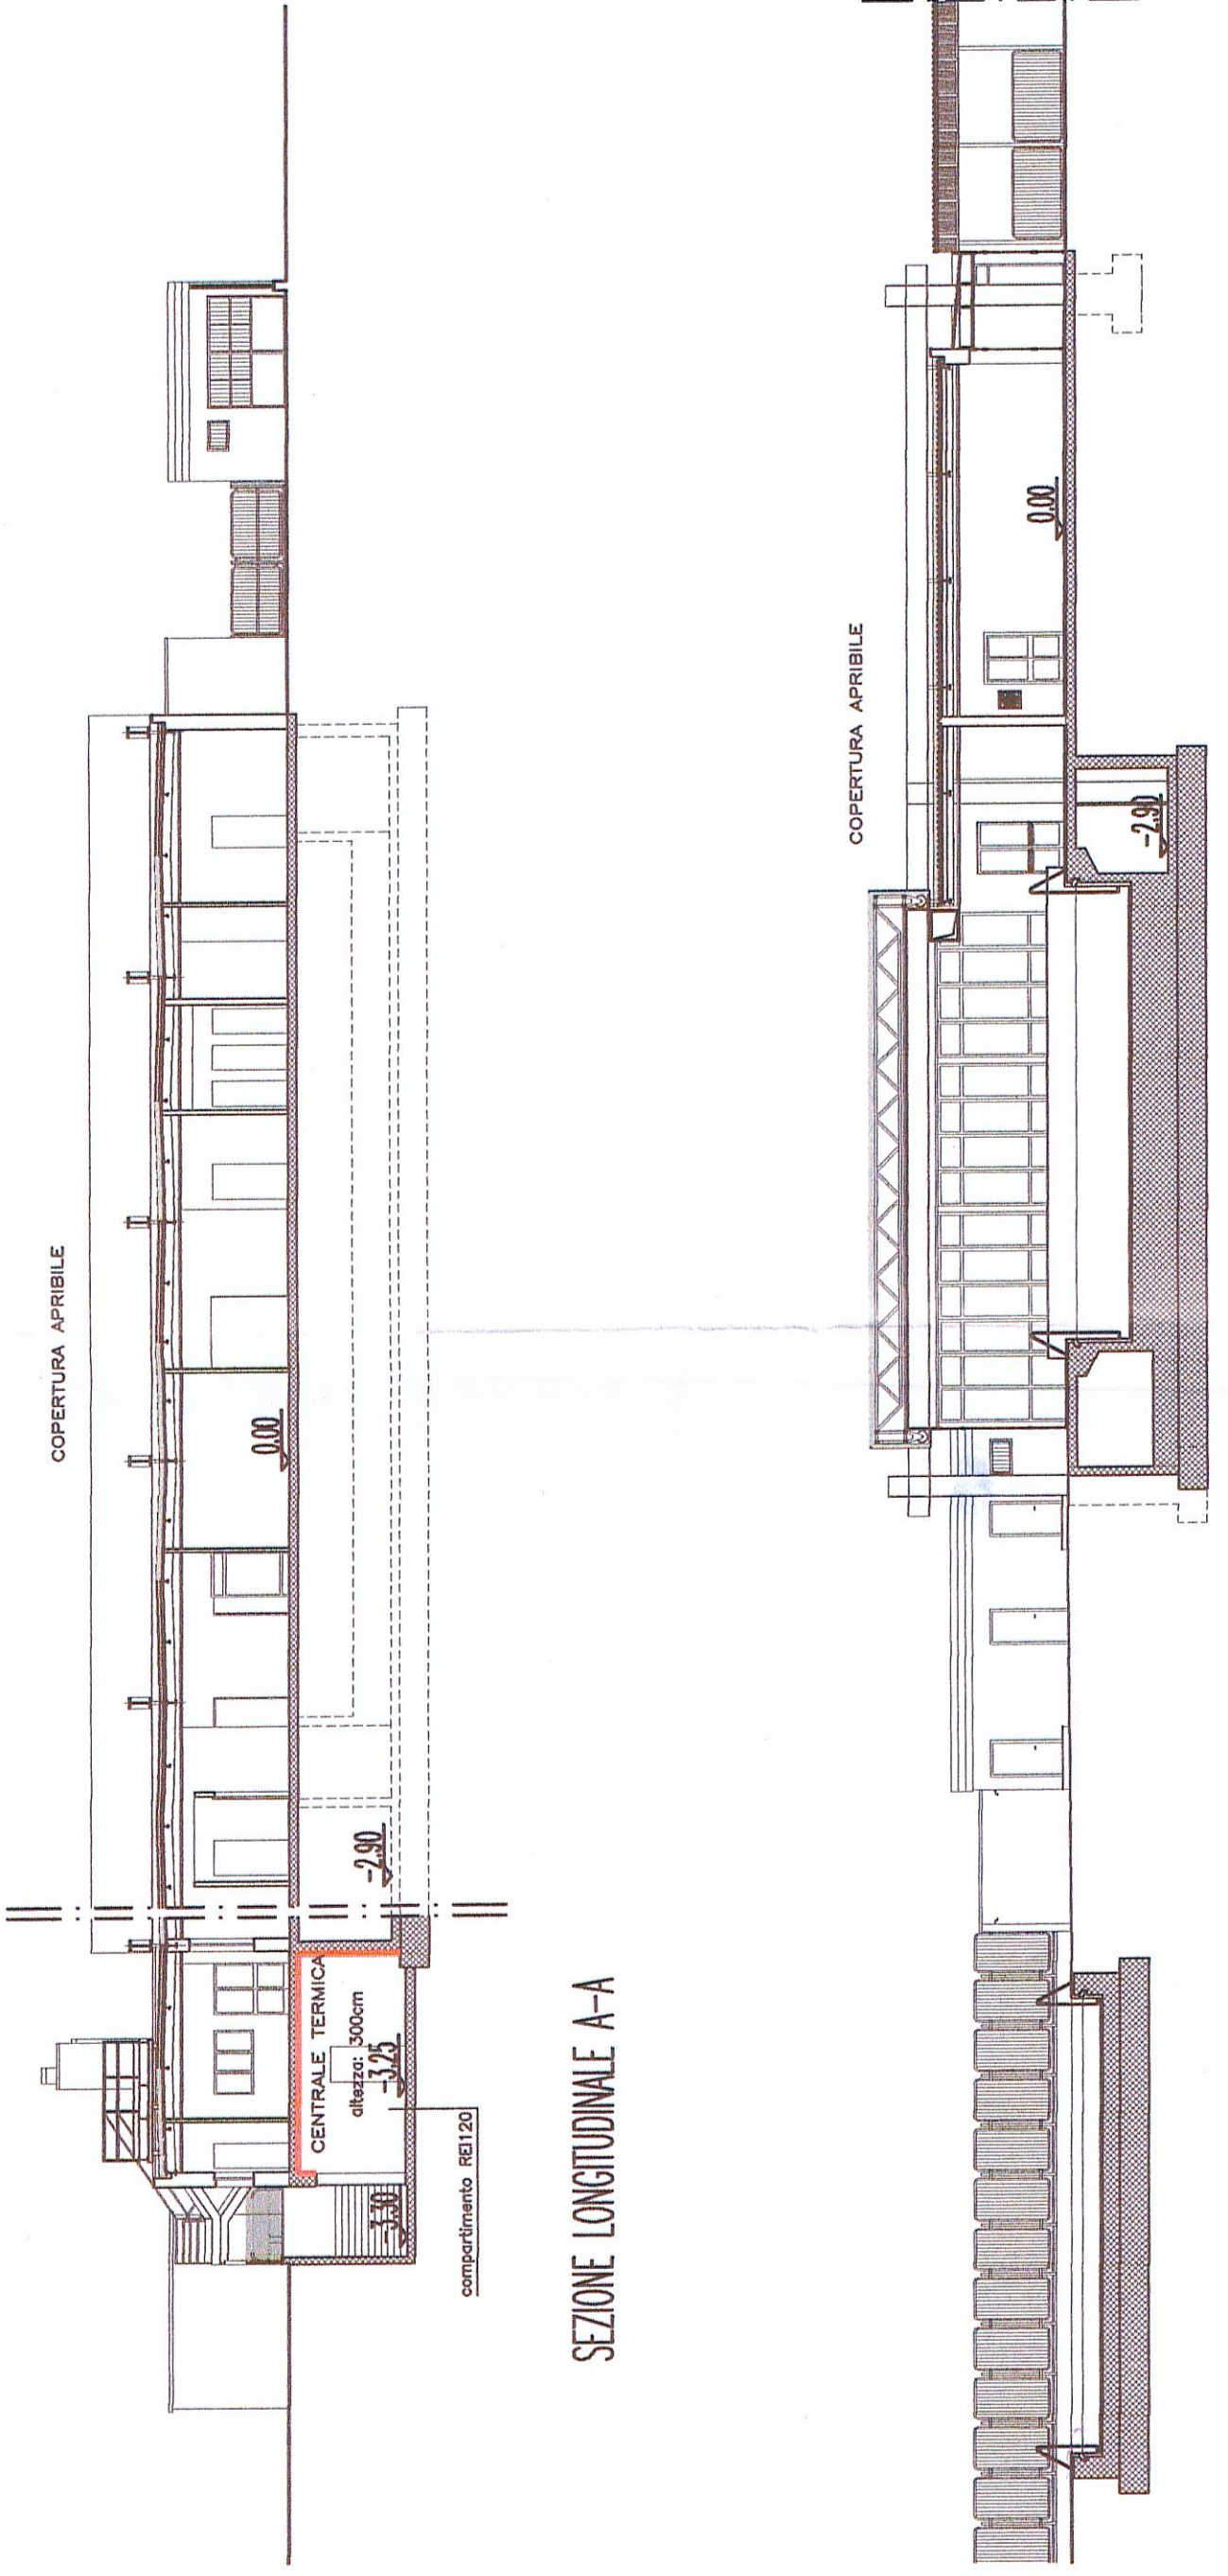 COPERTURA APRIBILE
0.00
-2.90
CENTRALE TERMICA
altezza: 300cm
-3.25
-3.30
compartimento REI120
SEZIONE LONGITUDINALE A-A
COPERTURA APRIBILE
0.00
-2.90